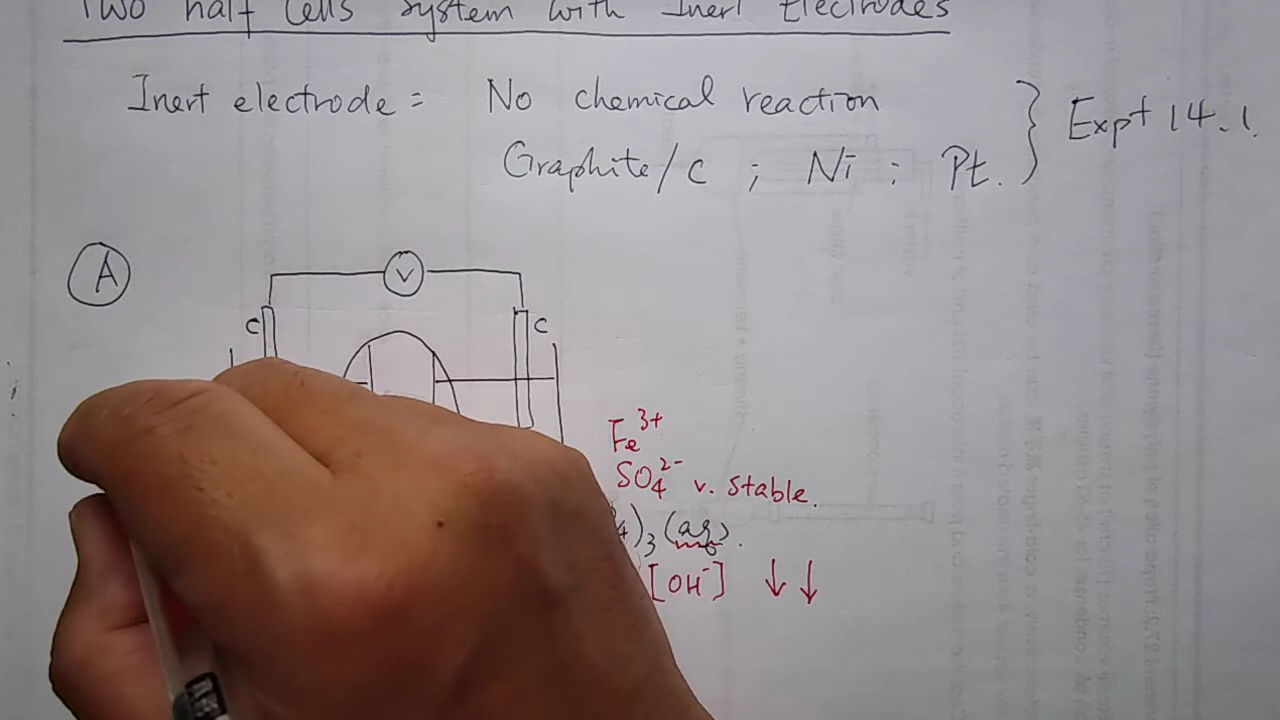 Two half Cells System with Inert Electrodes
Inert electrode = No chemical reaction
Graphite/C ; Ni : Pt. } Expt 14.1.
A
V
C C
Fe3+
SO42- v. stable.
4)3 (aq).
[OH-] ↓↓